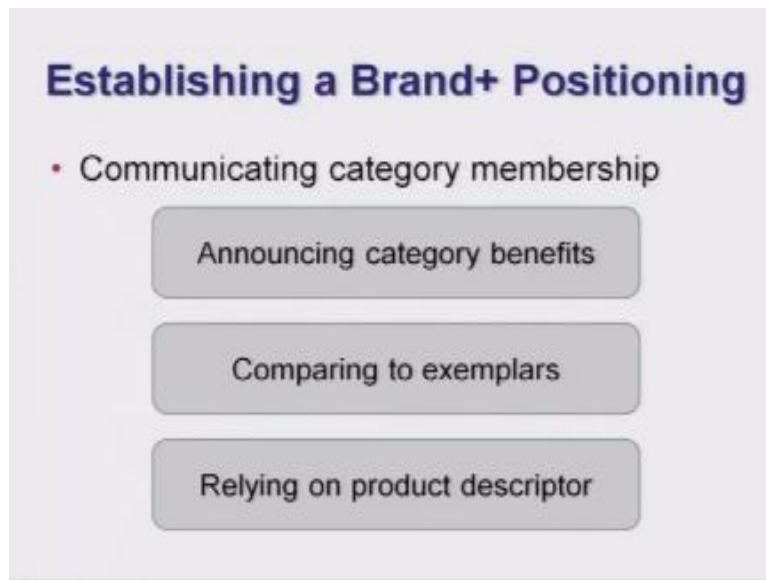 Establishing a Brand+ Positioning
• Communicating category membership
Announcing category benefits
Comparing to exemplars
Relying on product descriptor